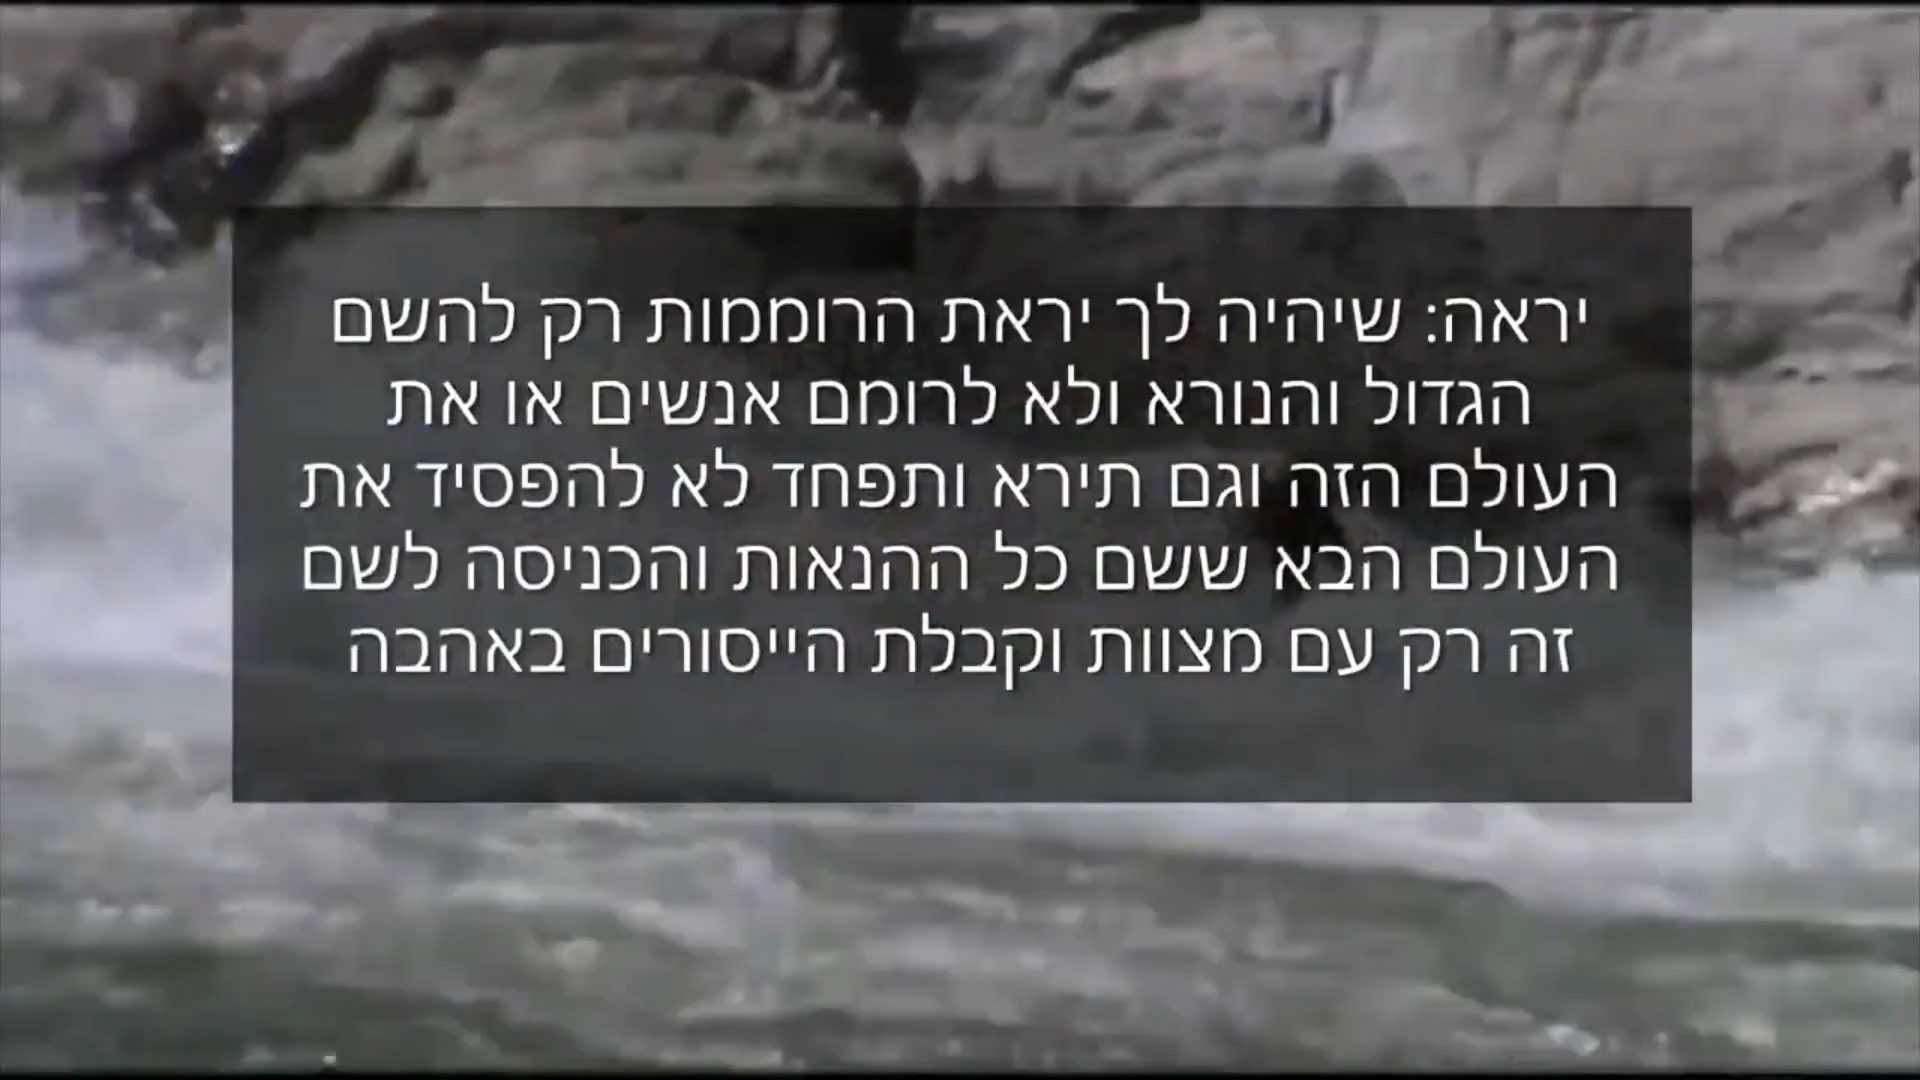 יראה: שיהיה לך יראת הרוממות רק להשם
הגדול והנורא ולא לרומם אנשים או את
העולם הזה וגם תירא ותפחד לא להפסיד את
העולם הבא ששם כל ההנאות והכניסה לשם
זה רק עם מצוות וקבלת הייסורים באהבה